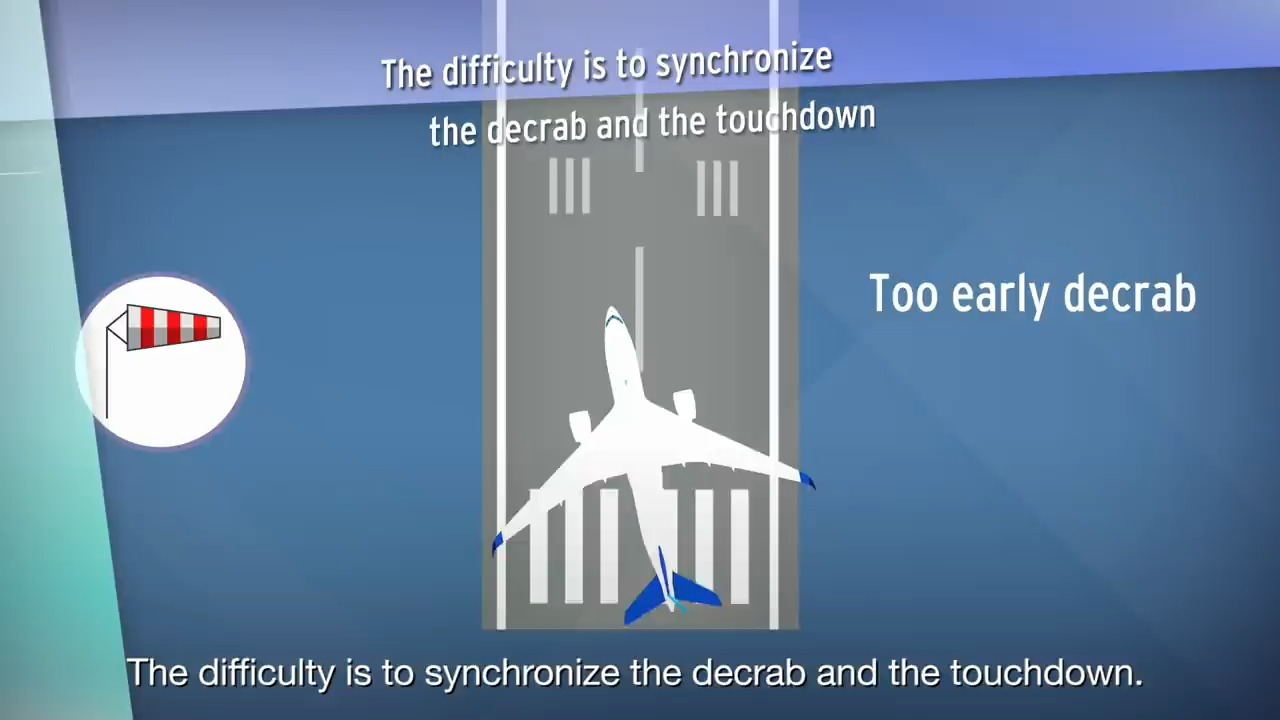 The difficulty is to synchronize
the decrab and the touchdown
Too early decrab
The difficulty is to synchronize the decrab and the touchdown.